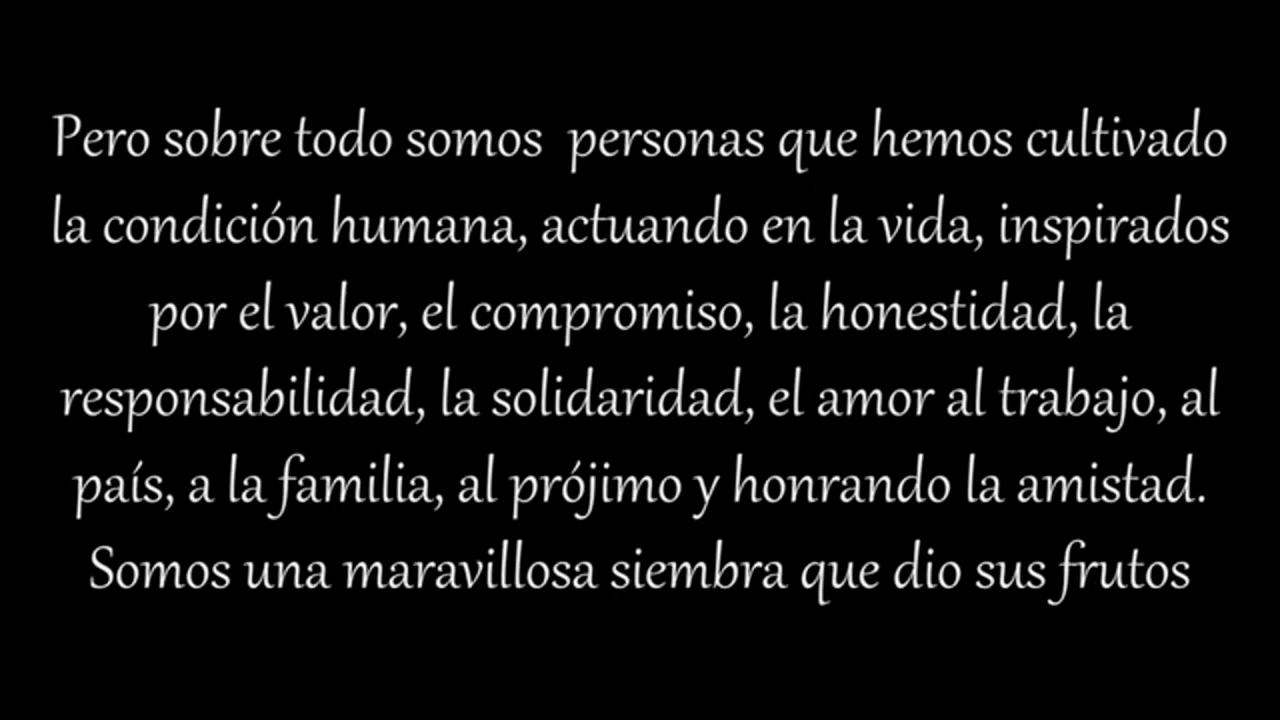 Pero sobre todo somos  personas que hemos cultivado
la condición humana, actuando en la vida, inspirados
por el valor, el compromiso, la honestidad, la
responsabilidad, la solidaridad, el amor al trabajo, al
país, a la familia, al prójimo y honrando la amistad.
Somos una maravillosa siembra que dio sus frutos